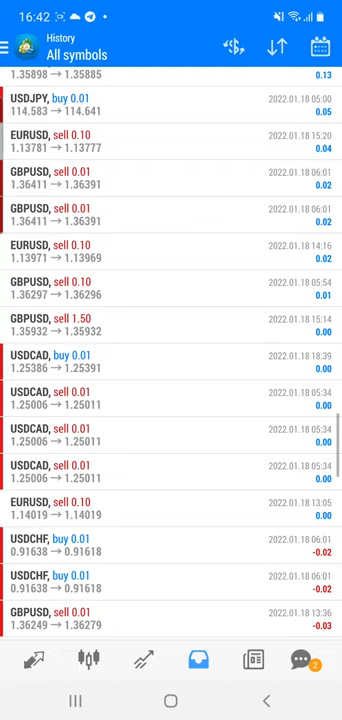 16:42
History
All symbols
1.35898 → 1.35885 0.13
USDJPY, buy 0.01 2022.01.18 05:00
114.583 → 114.641 0.05
EURUSD, sell 0.10 2022.01.18 15:20
1.13781 → 1.13777 0.04
GBPUSD, sell 0.01 2022.01.18 06:01
1.36411 → 1.36391 0.02
GBPUSD, sell 0.01 2022.01.18 06:01
1.36411 → 1.36391 0.02
EURUSD, sell 0.10 2022.01.18 14:16
1.13971 → 1.13969 0.02
GBPUSD, sell 0.10 2022.01.18 05:54
1.36297 → 1.36296 0.01
GBPUSD, sell 1.50 2022.01.18 15:14
1.35932 → 1.35932 0.00
USDCAD, buy 0.01 2022.01.18 18:39
1.25386 → 1.25391 0.00
USDCAD, sell 0.01 2022.01.18 05:34
1.25006 → 1.25011 0.00
USDCAD, sell 0.01 2022.01.18 05:34
1.25006 → 1.25011 0.00
USDCAD, sell 0.01 2022.01.18 05:34
1.25006 → 1.25011 0.00
EURUSD, sell 0.10 2022.01.18 13:05
1.14019 → 1.14019 0.00
USDCHF, buy 0.01 2022.01.18 06:01
0.91638 → 0.91618 -0.02
USDCHF, buy 0.01 2022.01.18 06:01
0.91638 → 0.91618 -0.02
GBPUSD, sell 0.01 2022.01.18 13:36
1.36249 → 1.36279 -0.03
2